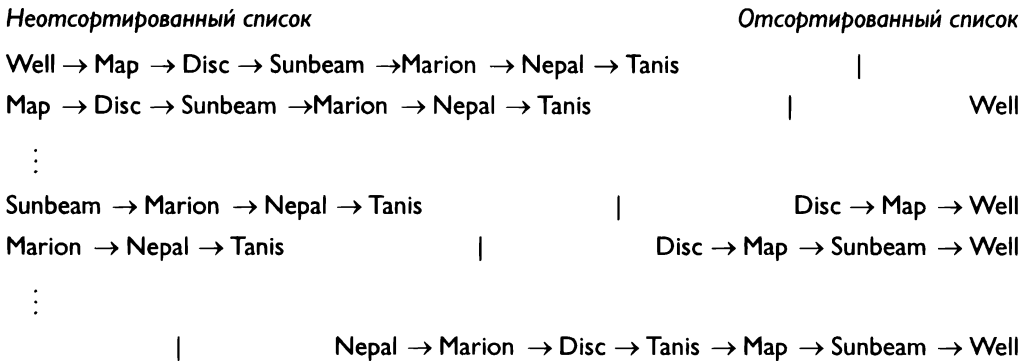 Неотсортированный список Отсортированный список
Well → Map → Disc → Sunbeam →Marion → Nepal → Tanis |
Map → Disc → Sunbeam →Marion → Nepal → Tanis | Well
⋮
Sunbeam → Marion → Nepal → Tanis | Disc → Map → Well
Marion → Nepal → Tanis | Disc → Map → Sunbeam → Well
⋮
| Nepal → Marion → Disc → Tanis → Map → Sunbeam → Well